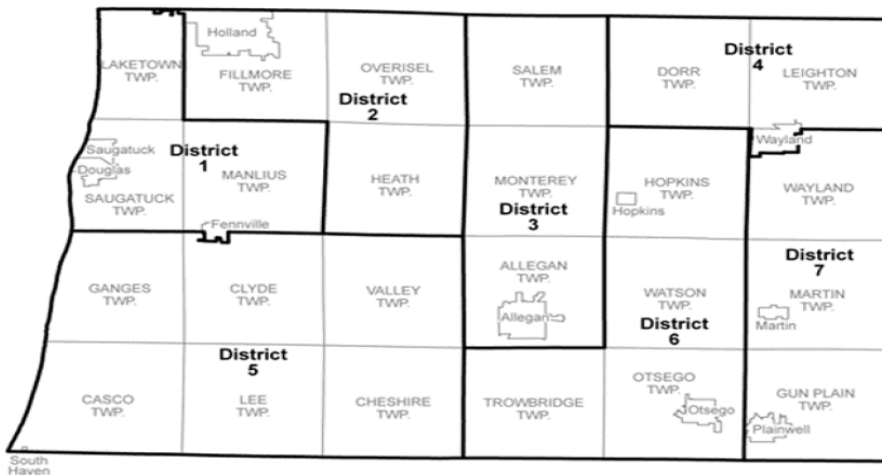 Holland
LAKETOWN
TWP.
FILLMORE
TWP.
OVERISEL
TWP.
District
2
SALEM
TWP.
DORR
TWP.
District
4
LEIGHTON
TWP.
Saugatuck
Douglas
SAUGATUCK
TWP.
District
1
MANLIUS
TWP.
Fennville
HEATH
TWP.
MONTEREY
TWP.
District
3
HOPKINS
TWP.
Hopkins
Wayland
WAYLAND
TWP.
GANGES
TWP.
CLYDE
TWP.
VALLEY
TWP.
ALLEGAN
TWP.
Allegan
WATSON
TWP.
District
6
District
7
MARTIN
TWP.
Martin
CASCO
TWP.
District
5
LEE
TWP.
CHESHIRE
TWP.
TROWBRIDGE
TWP.
OTSEGO
TWP.
Otsego
GUN PLAIN
TWP.
Plainwell
South
Haven